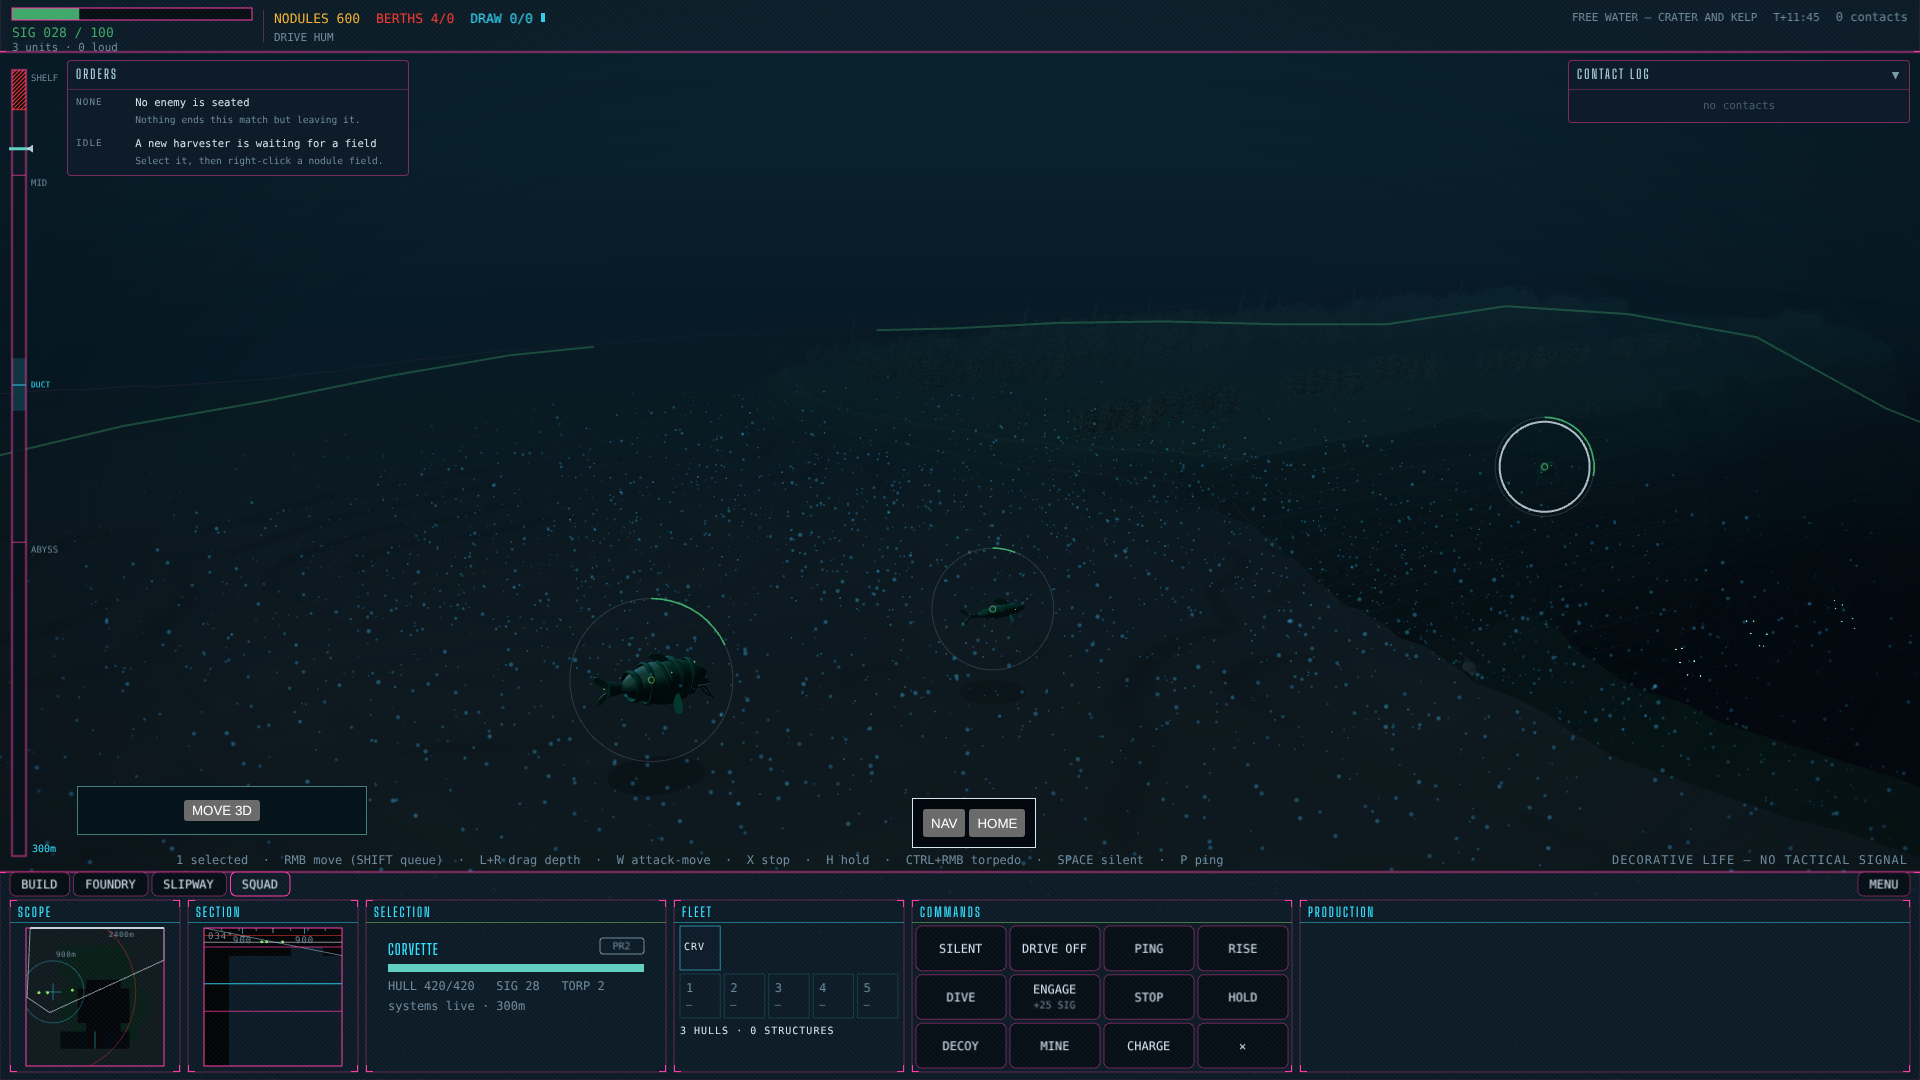 SIG 028 / 100
3 units · 0 loud
NODULES 600 BERTHS 4/0 DRAW 0/0
DRIVE HUM
FREE WATER — CRATER AND KELP T+11:45 0 contacts
SHELF
MID
DUCT
ABYSS
300m
ORDERS
NONE No enemy is seated
Nothing ends this match but leaving it.
IDLE A new harvester is waiting for a field
Select it, then right-click a nodule field.
CONTACT LOG ▼
no contacts
MOVE 3D
NAV HOME
1 selected · RMB move (SHIFT queue) · L+R drag depth · W attack-move · X stop · H hold · CTRL+RMB torpedo · SPACE silent · P ping
DECORATIVE LIFE — NO TACTICAL SIGNAL
BUILD FOUNDRY SLIPWAY SQUAD MENU
SCOPE
2400m
900m
SECTION
034° 900 900
SELECTION
CORVETTE PR2
HULL 420/420 SIG 28 TORP 2
systems live · 300m
FLEET
CRV
1 2 3 4 5
— — — — —
3 HULLS · 0 STRUCTURES
COMMANDS
SILENT DRIVE OFF PING RISE
DIVE ENGAGE STOP HOLD
+25 SIG
DECOY MINE CHARGE ×
PRODUCTION